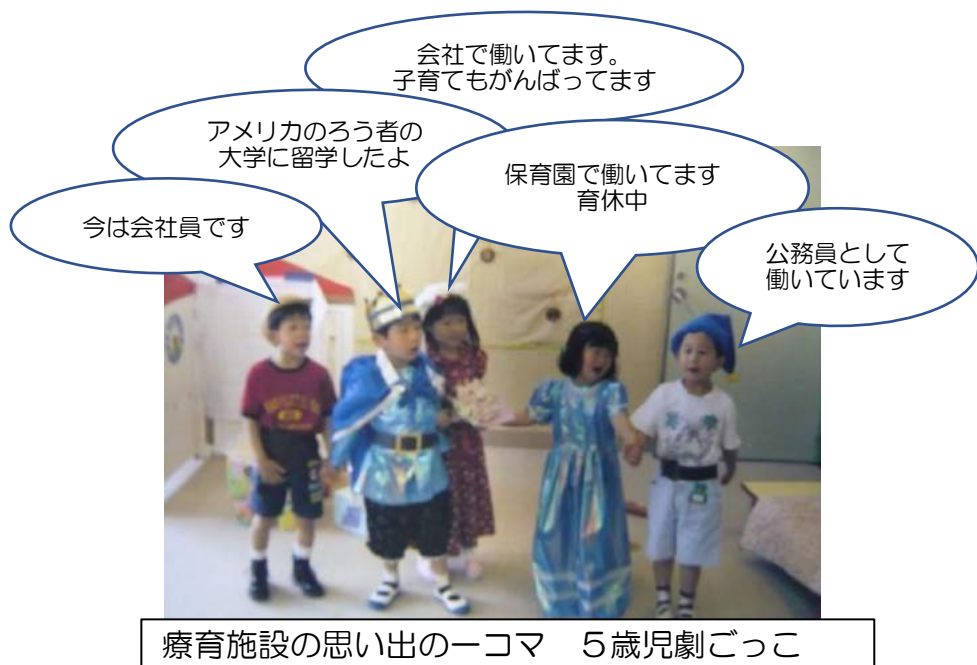 会社で働いてます。
子育てもがんばってます
アメリカのろう者の
大学に留学したよ
保育園で働いてます
育休中
今は会社員です
公務員として
働いています
療育施設の思い出の一コマ　５歳児劇ごっこ